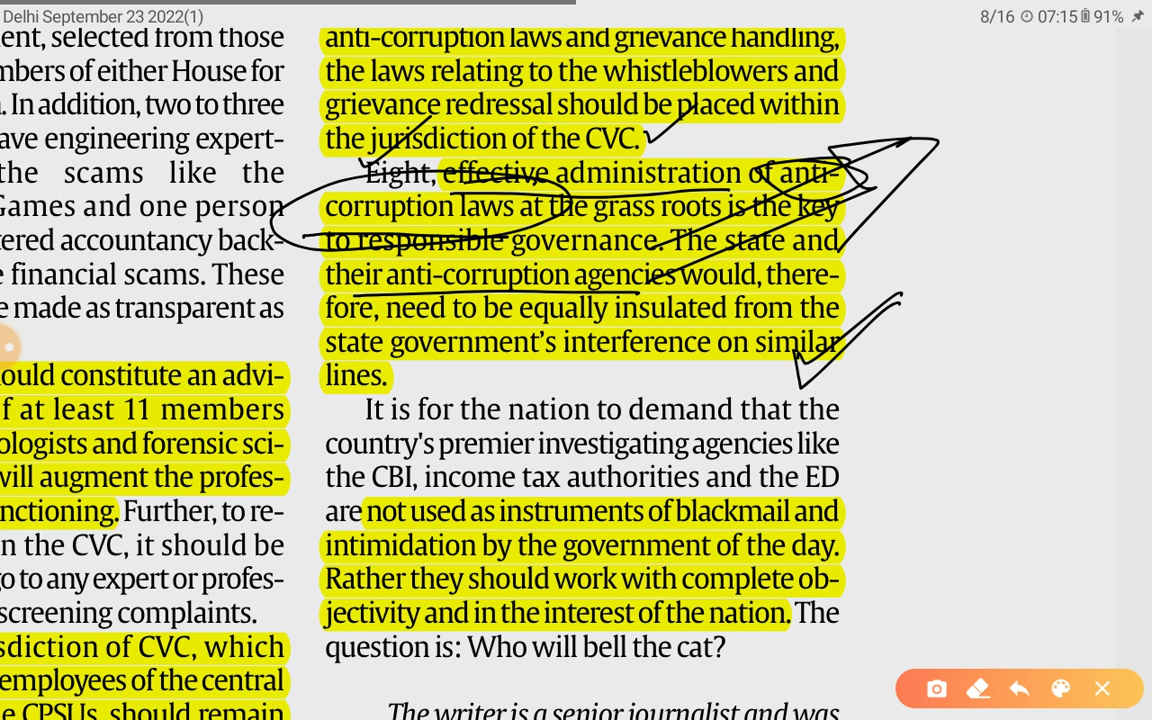 Delhi September 23 2022(1)
8/16 07:15 91%
ent, selected from those
mbers of either House for
. In addition, two to three
ave engineering expert-
the scams like the
Games and one person
tered accountancy back-
e financial scams. These
e made as transparent as
ould constitute an advi-
f at least 11 members
ologists and forensic sci-
will augment the profes-
nctioning. Further, to re-
n the CVC, it should be
go to any expert or profes-
screening complaints.
sdiction of CVC, which
employees of the central
e CPSUs, should remain
anti-corruption laws and grievance handling,
the laws relating to the whistleblowers and
grievance redressal should be placed within
the jurisdiction of the CVC.
Eight, effective administration of anti-
corruption laws at the grass roots is the key
to responsible governance. The state and
their anti-corruption agencies would, there-
fore, need to be equally insulated from the
state government's interference on similar
lines.
It is for the nation to demand that the
country's premier investigating agencies like
the CBI, income tax authorities and the ED
are not used as instruments of blackmail and
intimidation by the government of the day.
Rather they should work with complete ob-
jectivity and in the interest of the nation. The
question is: Who will bell the cat?
The writer is a senior journalist and was